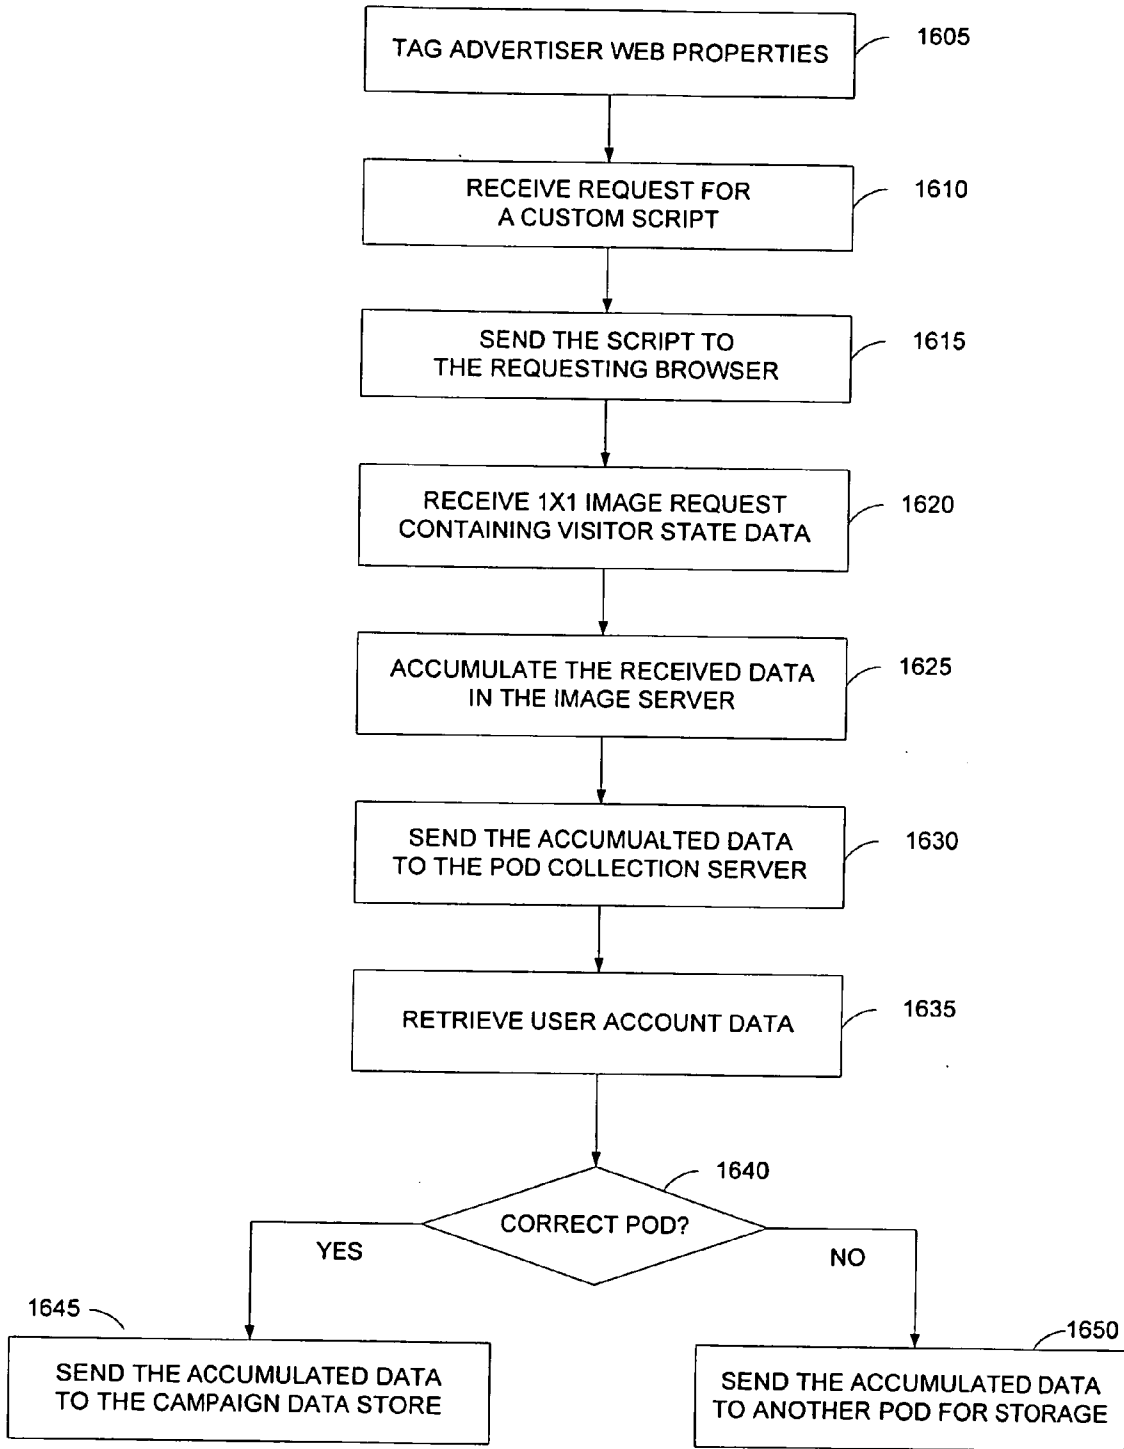 TAG ADVERTISER WEB PROPERTIES
1605
RECEIVE REQUEST FOR
A CUSTOM SCRIPT
1610
SEND THE SCRIPT TO
THE REQUESTING BROWSER
1615
RECEIVE 1X1 IMAGE REQUEST
CONTAINING VISITOR STATE DATA
1620
ACCUMULATE THE RECEIVED DATA
IN THE IMAGE SERVER
1625
SEND THE ACCUMUALTED DATA
TO THE POD COLLECTION SERVER
1630
RETRIEVE USER ACCOUNT DATA
1635
1640
CORRECT POD?
YES
NO
1645
SEND THE ACCUMULATED DATA
TO THE CAMPAIGN DATA STORE
1650
SEND THE ACCUMULATED DATA
TO ANOTHER POD FOR STORAGE